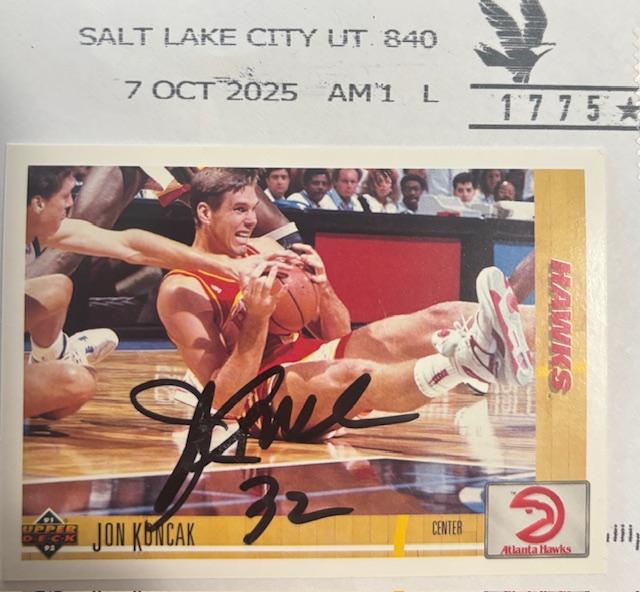 SALT LAKE CITY UT 840
7 OCT 2025 AM 1 L
1775★
HAWKS
32
91
UPPER
DECK
92
JON KONCAK
CENTER
Atlanta Hawks